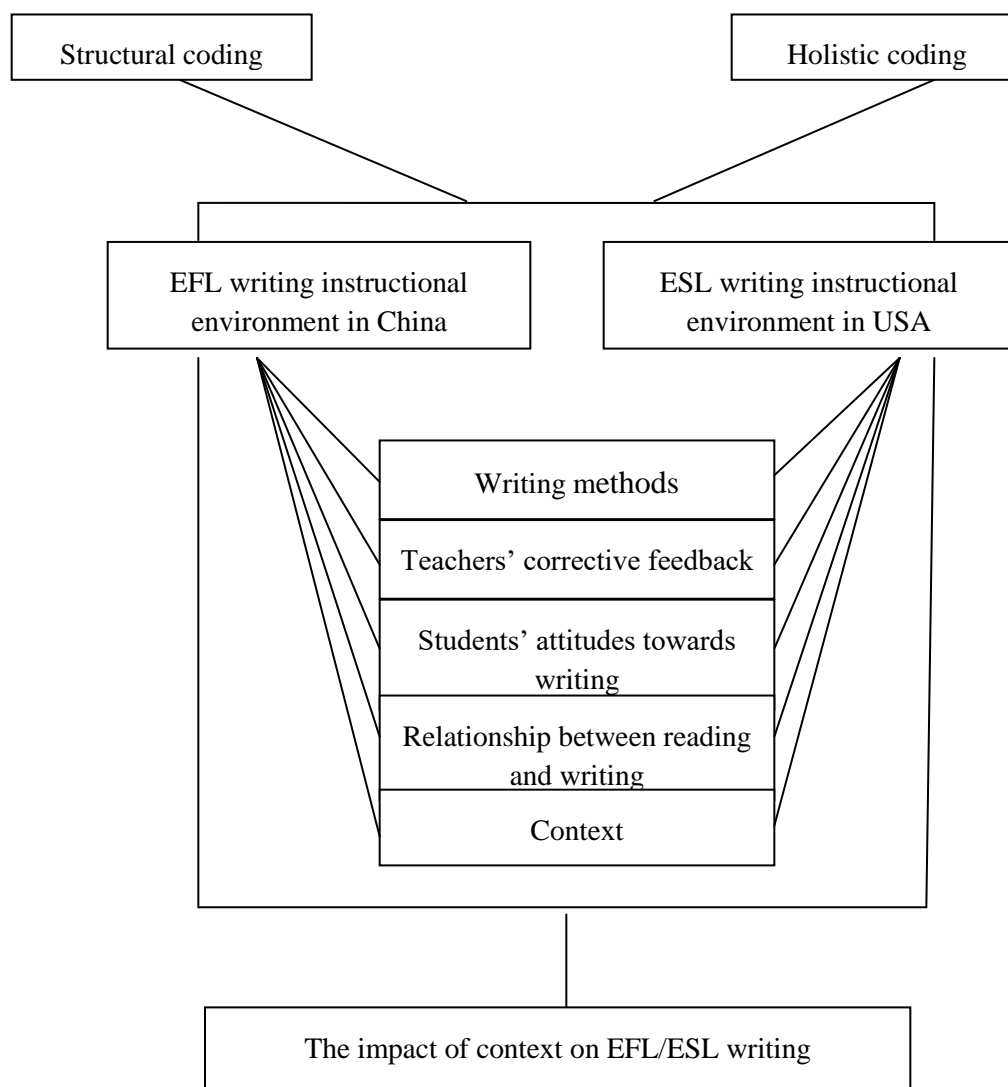 Structural coding
Holistic coding
EFL writing instructional
environment in China
ESL writing instructional
environment in USA
Writing methods
Teachers’ corrective feedback
Students’ attitudes towards
writing
Relationship between reading
and writing
Context
The impact of context on EFL/ESL writing